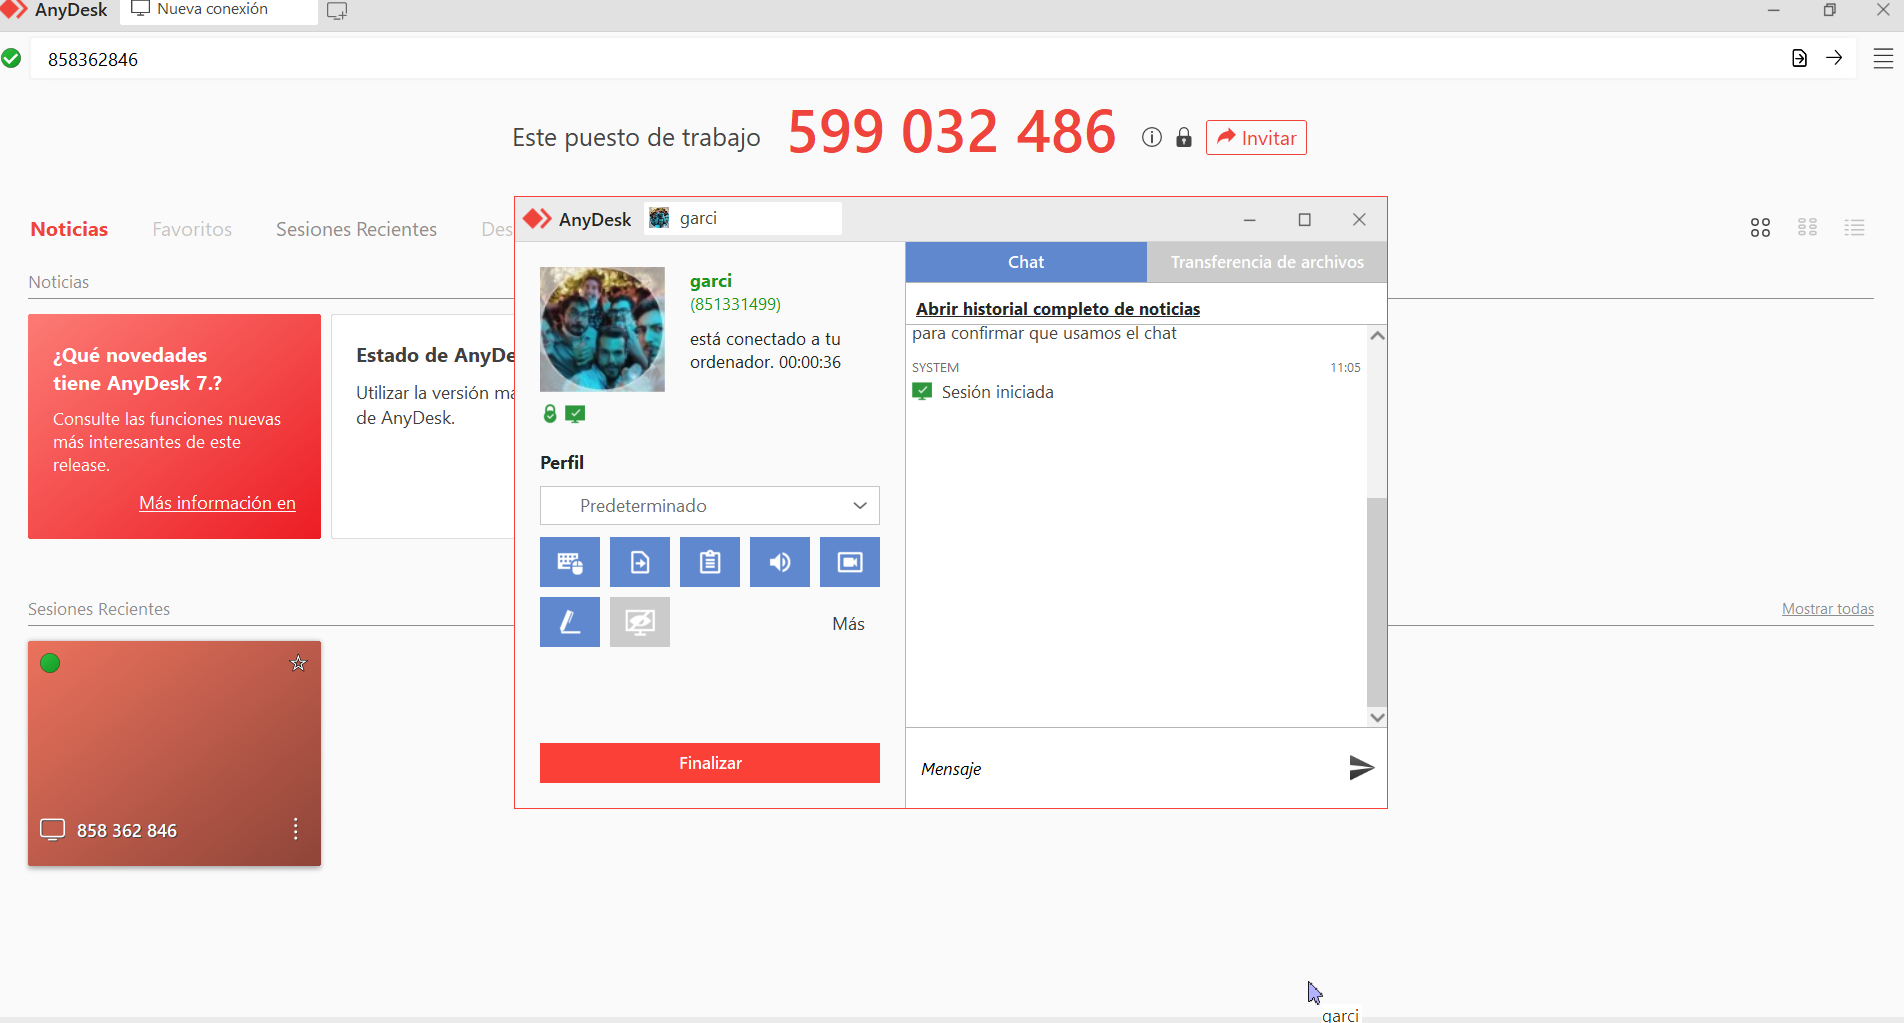 AnyDesk
Nueva conexión
858362846
Este puesto de trabajo
599 032 486
Invitar
Noticias
Favoritos
Sesiones Recientes
Des
Noticias
¿Qué novedades
tiene AnyDesk 7.?
Consulte las funciones nuevas
más interesantes de este
release.
Más información en
Estado de AnyDe
Utilizar la versión ma
de AnyDesk.
AnyDesk
garci
garci
(851331499)
está conectado a tu
ordenador. 00:00:36
Perfil
Predeterminado
Más
Finalizar
Chat
Transferencia de archivos
Abrir historial completo de noticias
para confirmar que usamos el chat
SYSTEM
11:05
Sesión iniciada
Mensaje
Sesiones Recientes
Mostrar todas
858 362 846
garci